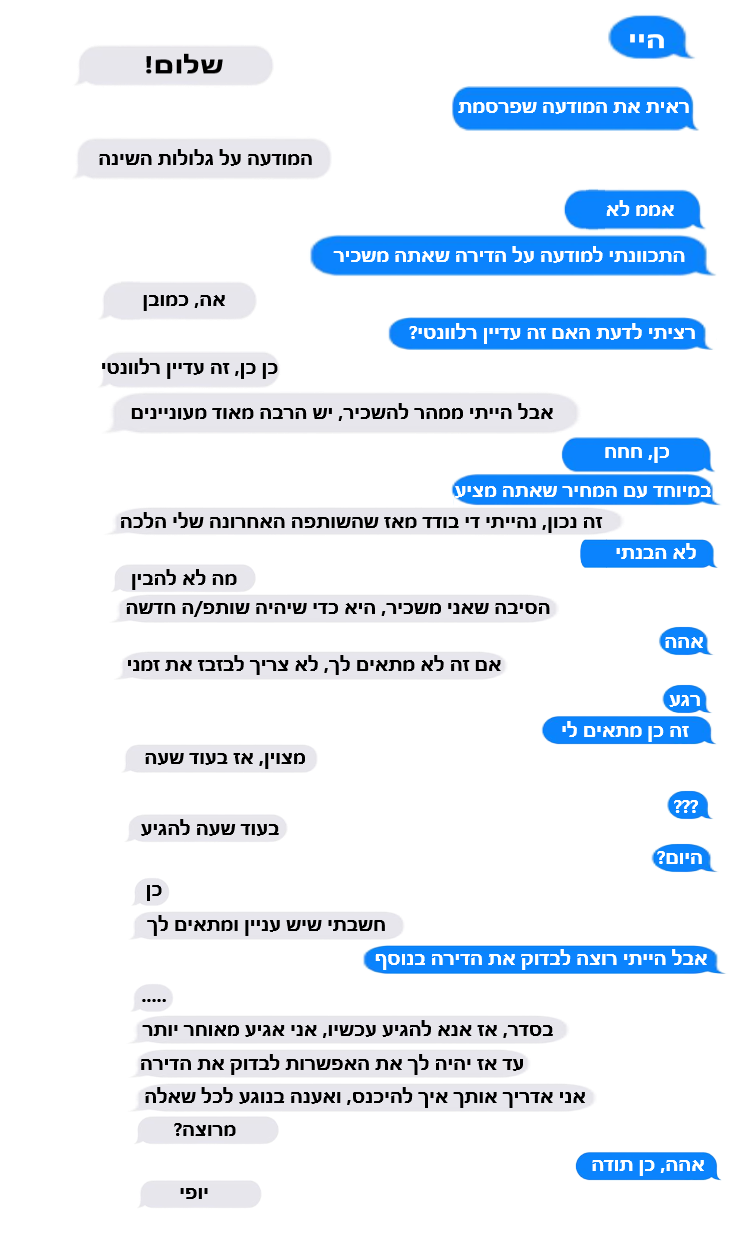 היי
שלום!
ראית את המודעה שפרסמת
המודעה על גלולות השינה
אממ לא
התכוונתי למודעה על הדירה שאתה משכיר
אה, כמובן
רציתי לדעת האם זה עדיין רלוונטי?
כן כן, זה עדיין רלוונטי
אבל הייתי ממהר להשכיר, יש הרבה מאוד מעוניינים
כן, חחח
במיוחד עם המחיר שאתה מציע
זה נכון, נהייתי די בודד מאז שהשותפה האחרונה שלי הלכה
לא הבנתי
מה לא להבין
הסיבה שאני משכיר, היא כדי שיהיה שותפ/ה חדשה
אהה
אם זה לא מתאים לך, לא צריך לבזבז את זמני
רגע
זה כן מתאים לי
מצוין, אז בעוד שעה
???
בעוד שעה להגיע
היום?
כן
חשבתי שיש עניין ומתאים לך
אבל הייתי רוצה לבדוק את הדירה בנוסף
.....
בסדר, אז אנא להגיע עכשיו, אני אגיע מאוחר יותר
עד אז יהיה לך את האפשרות לבדוק את הדירה
אני אדריך אותך איך להיכנס, ואענה בנוגע לכל שאלה
מרוצה?
אהה, כן תודה
יופי